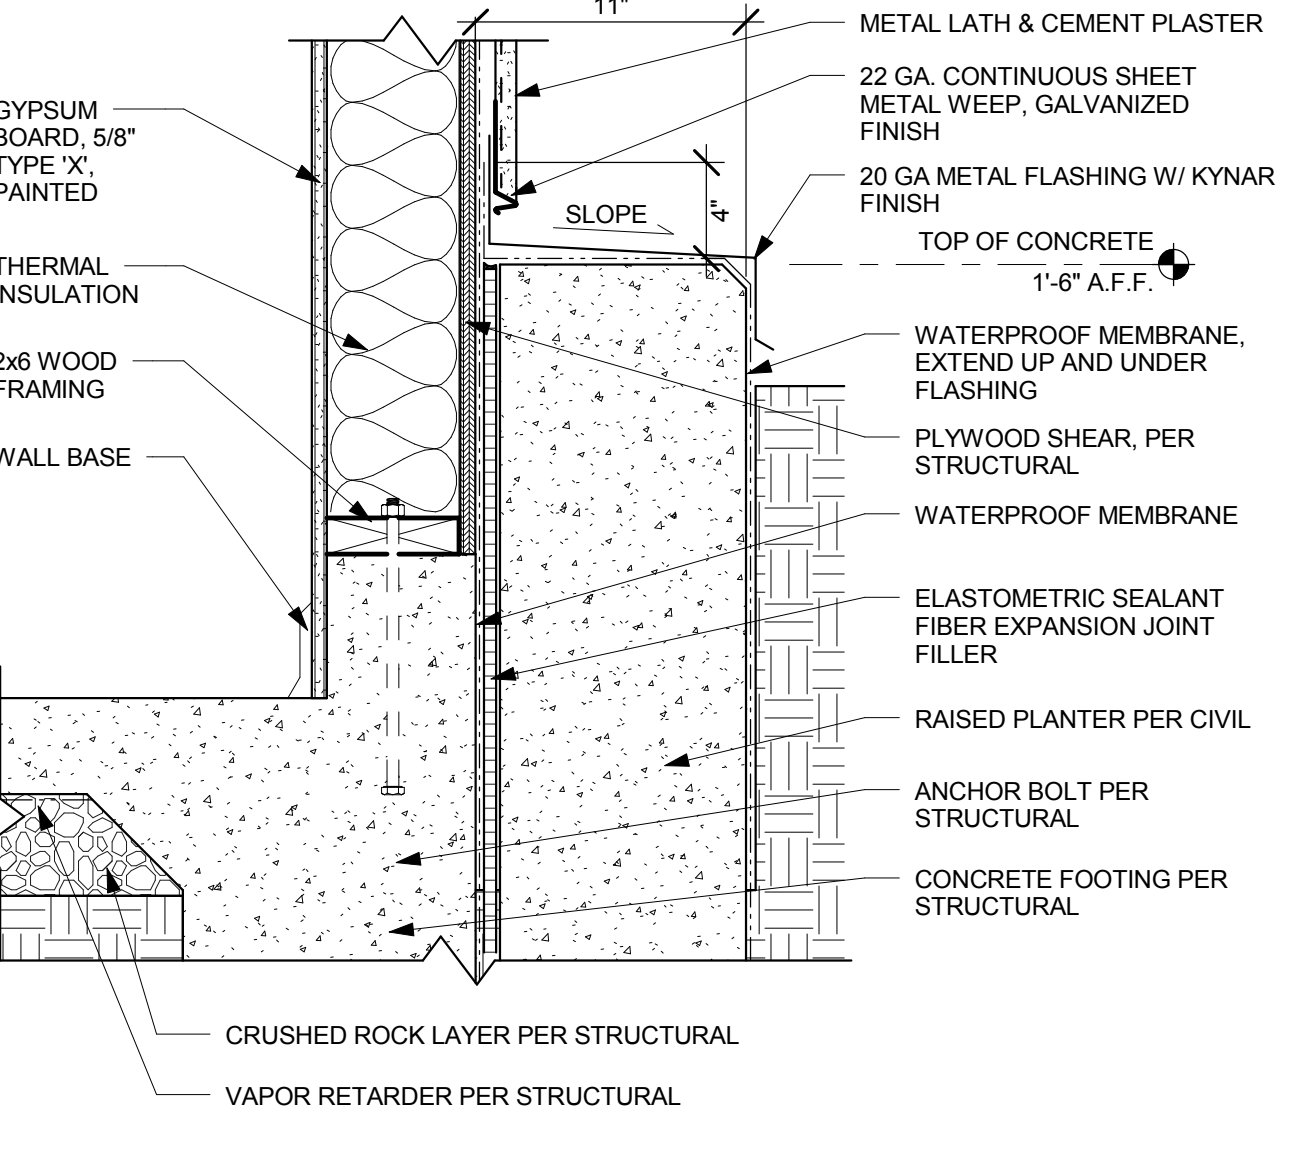 11"
METAL LATH & CEMENT PLASTER
22 GA. CONTINUOUS SHEET
METAL WEEP, GALVANIZED
FINISH
20 GA METAL FLASHING W/ KYNAR
FINISH
TOP OF CONCRETE
1'-6" A.F.F.
SLOPE
4"
GYPSUM
BOARD, 5/8"
TYPE 'X',
PAINTED
THERMAL
INSULATION
2x6 WOOD
FRAMING
WALL BASE
WATERPROOF MEMBRANE,
EXTEND UP AND UNDER
FLASHING
PLYWOOD SHEAR, PER
STRUCTURAL
WATERPROOF MEMBRANE
ELASTOMETRIC SEALANT
FIBER EXPANSION JOINT
FILLER
RAISED PLANTER PER CIVIL
ANCHOR BOLT PER
STRUCTURAL
CONCRETE FOOTING PER
STRUCTURAL
CRUSHED ROCK LAYER PER STRUCTURAL
VAPOR RETARDER PER STRUCTURAL